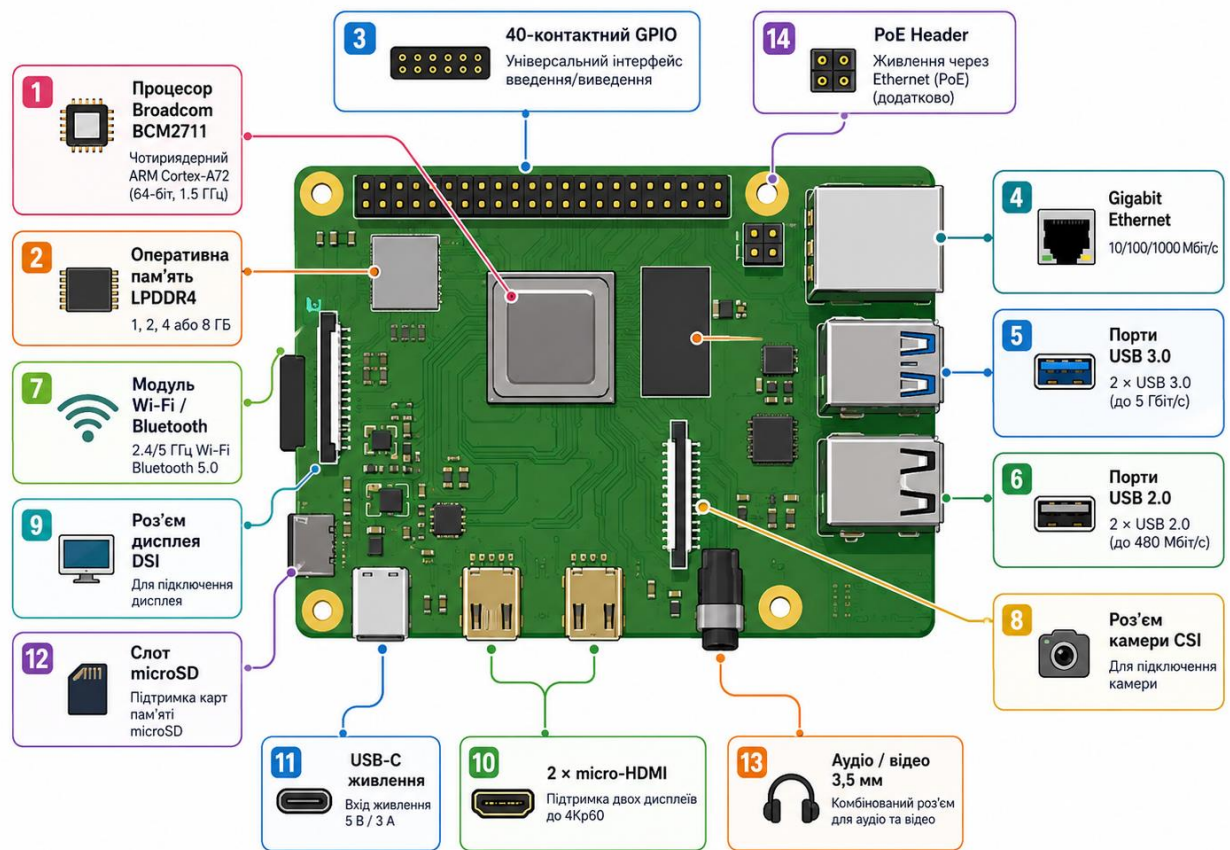 3
40-контактний GPIO
Універсальний інтерфейс
введення/виведення
14
PoE Header
Живлення через
Ethernet (PoE)
(додатково)
1
Процесор
Broadcom
BCM2711
Чотириядерний
ARM Cortex-A72
(64-біт, 1.5 ГГц)
2
Оперативна
пам'ять
LPDDR4
1, 2, 4 або 8 ГБ
7
Модуль
Wi-Fi /
Bluetooth
2.4/5 ГГц Wi-Fi
Bluetooth 5.0
9
Роз'єм
дисплея
DSI
Для підключення
дисплея
12
Слот
microSD
Підтримка карт
пам'яті
microSD
4
Gigabit
Ethernet
10/100/1000 Мбіт/с
5
Порти
USB 3.0
2 × USB 3.0
(до 5 Гбіт/с)
6
Порти
USB 2.0
2 × USB 2.0
(до 480 Мбіт/с)
8
Роз'єм
камери CSI
Для підключення
камери
11
USB-C
живлення
Вхід живлення
5 В / 3 А
10
2 × micro-HDMI
Підтримка двох дисплеїв
до 4Kp60
13
Аудіо / відео
3,5 мм
Комбінований роз'єм
для аудіо та відео